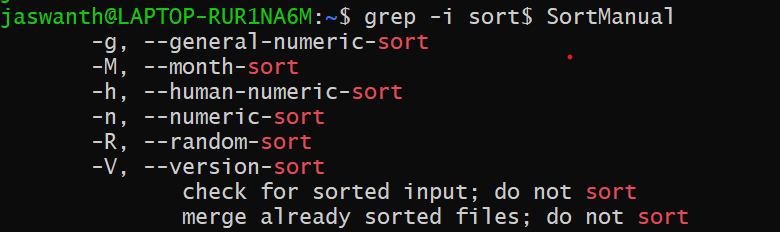 jaswanth@LAPTOP-RUR1NA6M:~$ grep -i sort$ SortManual
-g, --general-numeric-sort
-M, --month-sort
-h, --human-numeric-sort
-n, --numeric-sort
-R, --random-sort
-V, --version-sort
check for sorted input; do not sort
merge already sorted files; do not sort